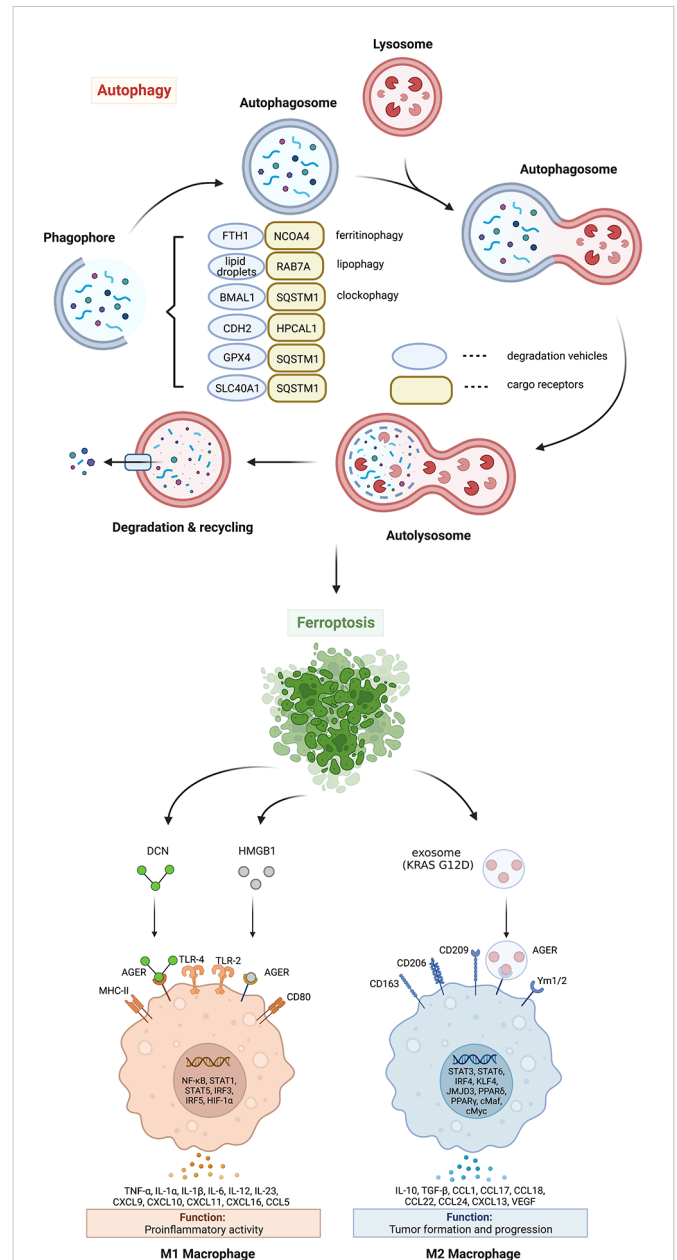 Lysosome
Autophagy
Autophagosome
Autophagosome
Phagophore
FTH1 NCOA4 ferritinophagy
lipid
droplets RAB7A lipophagy
BMAL1 SQSTM1 clockophagy
CDH2 HPCAL1
GPX4 SQSTM1
SLC40A1 SQSTM1
degradation vehicles
cargo receptors
Degradation & recycling
Autolysosome
Ferroptosis
DCN
HMGB1
exosome
(KRAS G12D)
AGER
TLR-4
TLR-2
AGER
MHC-II
CD80
NF-κB, STAT1,
STAT5, IRF3,
IRF5, HIF-1α
TNF-α, IL-1α, IL-1β, IL-6, IL-12, IL-23,
CXCL9, CXCL10, CXCL11, CXCL16, CCL5
Function:
Proinflammatory activity
M1 Macrophage
CD163
CD206
CD209
AGER
Ym1/2
STAT3, STAT6,
IRF4, KLF4,
JMJD3, PPARδ,
PPARγ, cMaf,
cMyc
IL-10, TGF-β, CCL1, CCL17, CCL18,
CCL22, CCL24, CXCL13, VEGF
Function:
Tumor formation and progression
M2 Macrophage